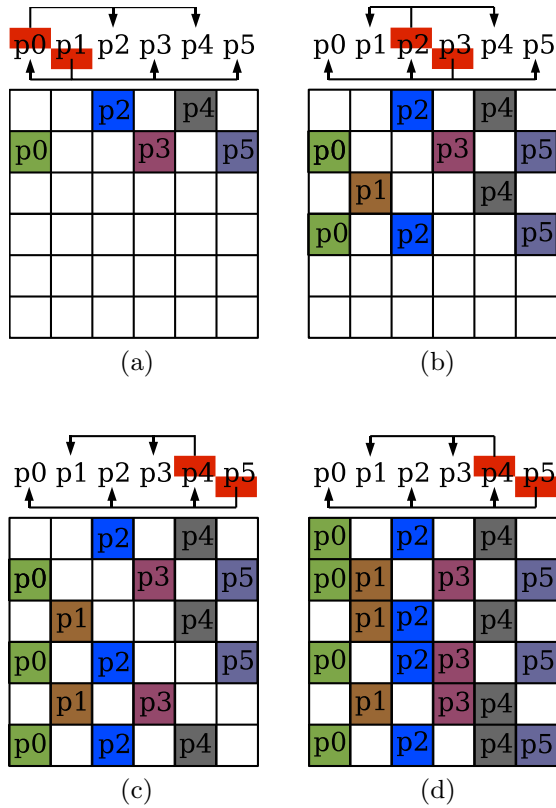 p0 p1 p2 p3 p4 p5
p2 p4
p0 p3 p5
(a)
p0 p1 p2 p3 p4 p5
p2 p4
p0 p3 p5
p1 p4
p0 p2 p5
(b)
p0 p1 p2 p3 p4 p5
p2 p4
p0 p3 p5
p1 p4
p0 p2 p5
p1 p3
p0 p2 p4
(c)
p0 p1 p2 p3 p4 p5
p0 p2 p4
p0 p1 p3 p5
p1 p2 p4
p0 p2 p3 p5
p1 p3 p4
p0 p2 p4 p5
(d)